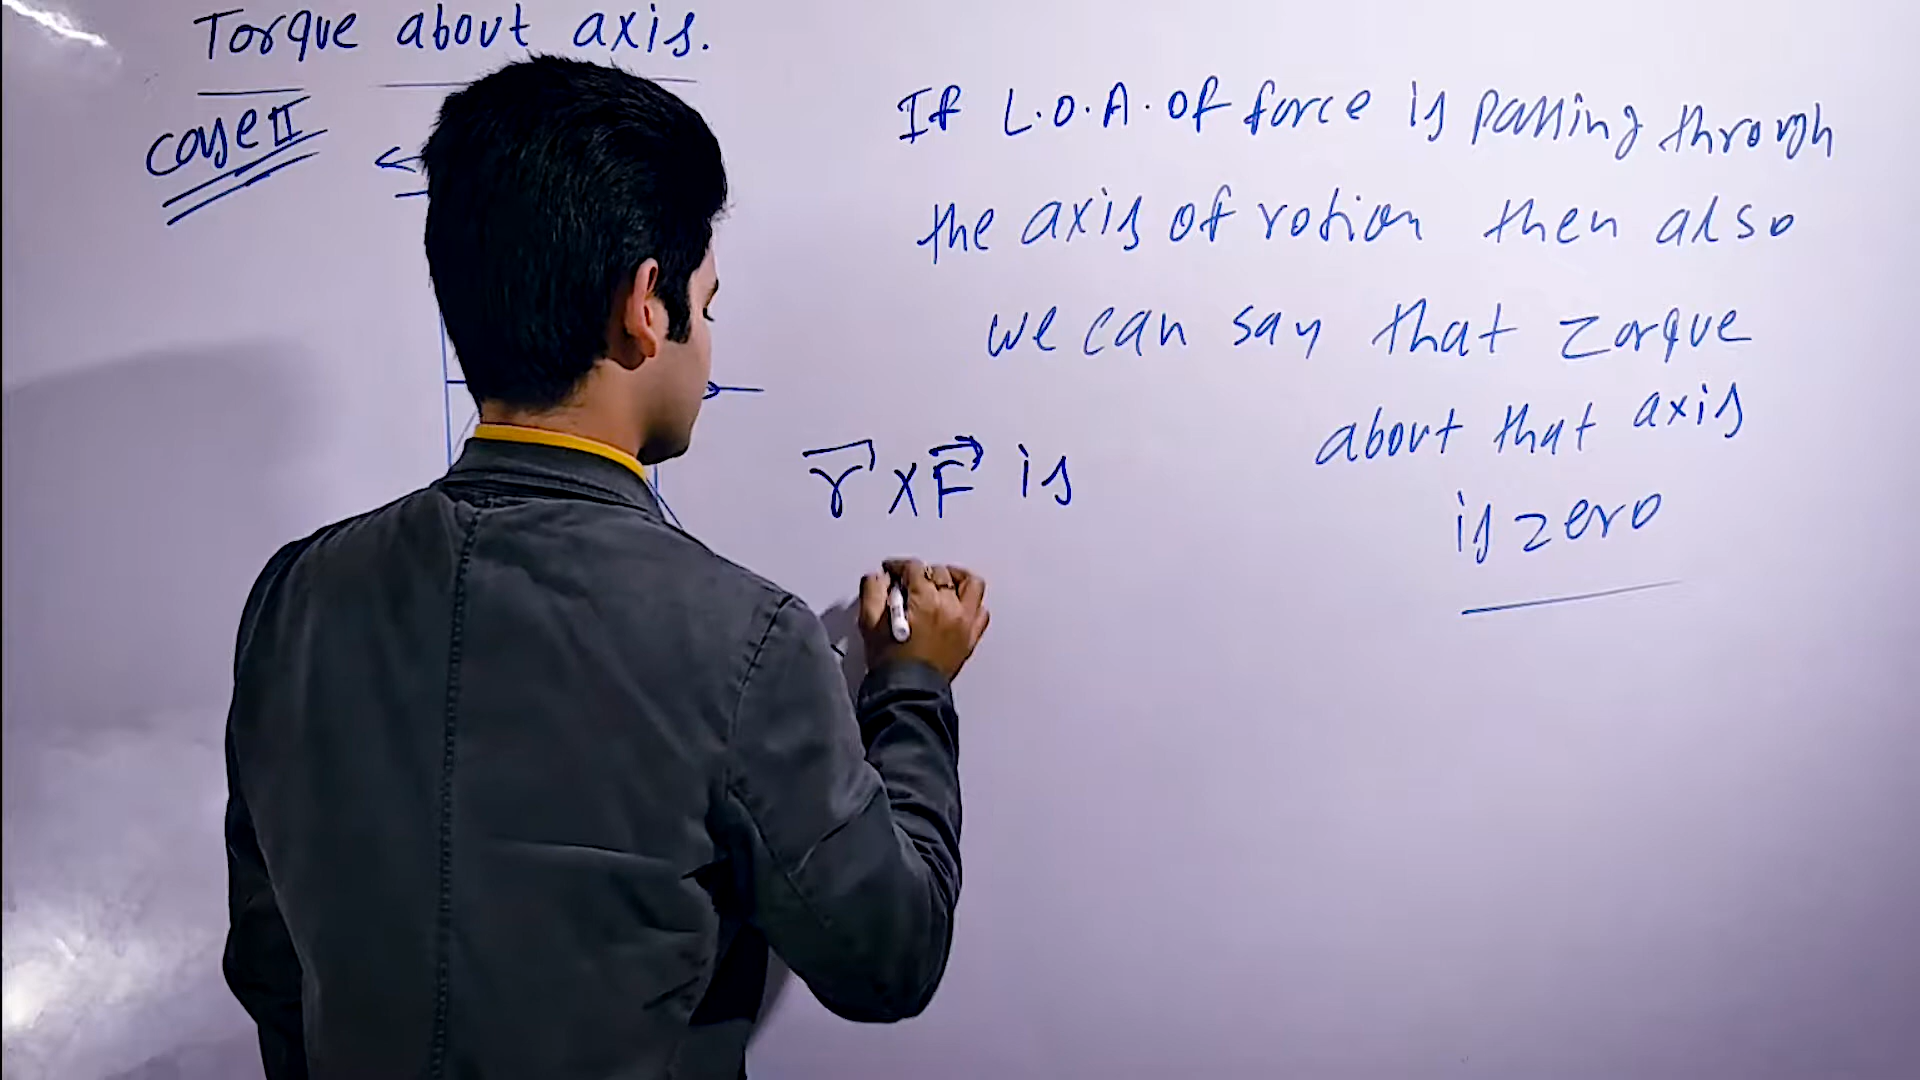 Torque about axis.
case II
If L.O.A. of force is passing through
the axis of rotion then also
we can say that zorque
about that axis
is zero
r⃗ x F⃗ is